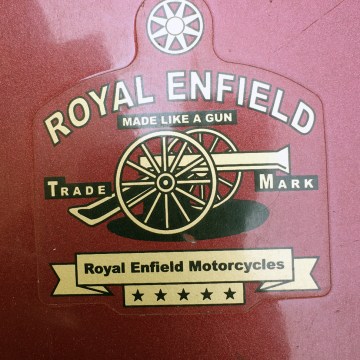 ROYAL ENFIELD
MADE LIKE A GUN
TRADE MARK
Royal Enfield Motorcycles